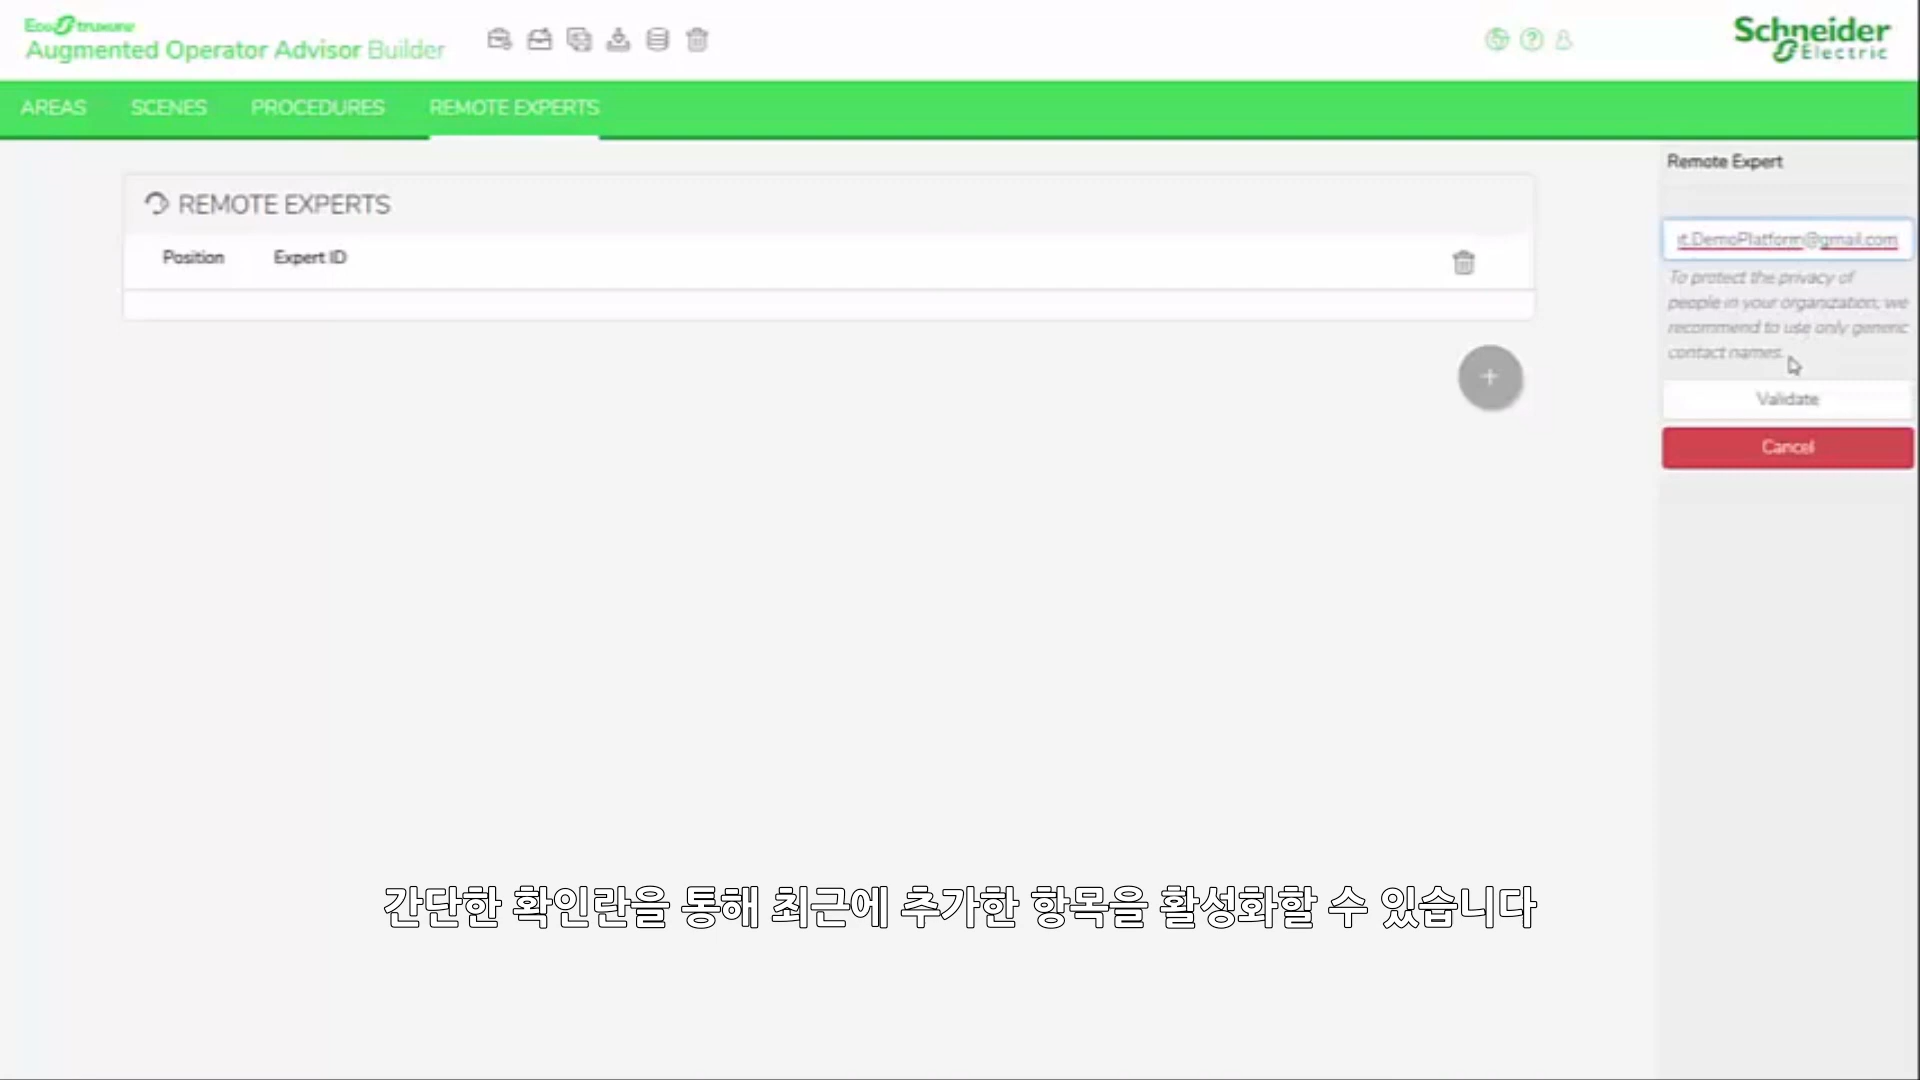 EcoStruxure
Augmented Operator Advisor Builder
Schneider
Electric
AREAS
SCENES
PROCEDURES
REMOTE EXPERTS
Remote Expert
REMOTE EXPERTS
Position
Expert ID
it.DemoPlatform@gmail.com
To protect the privacy of
people in your organization, we
recommend to use only generic
contact names.
Validate
Cancel
간단한 확인란을 통해 최근에 추가한 항목을 활성화할 수 있습니다